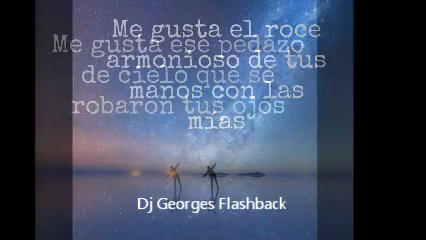 Me gusta el roce
armonioso de tus
manos con las
mías
Me gusta ese pedazo
de cielo que se
robaron tus ojos
Dj Georges Flashback